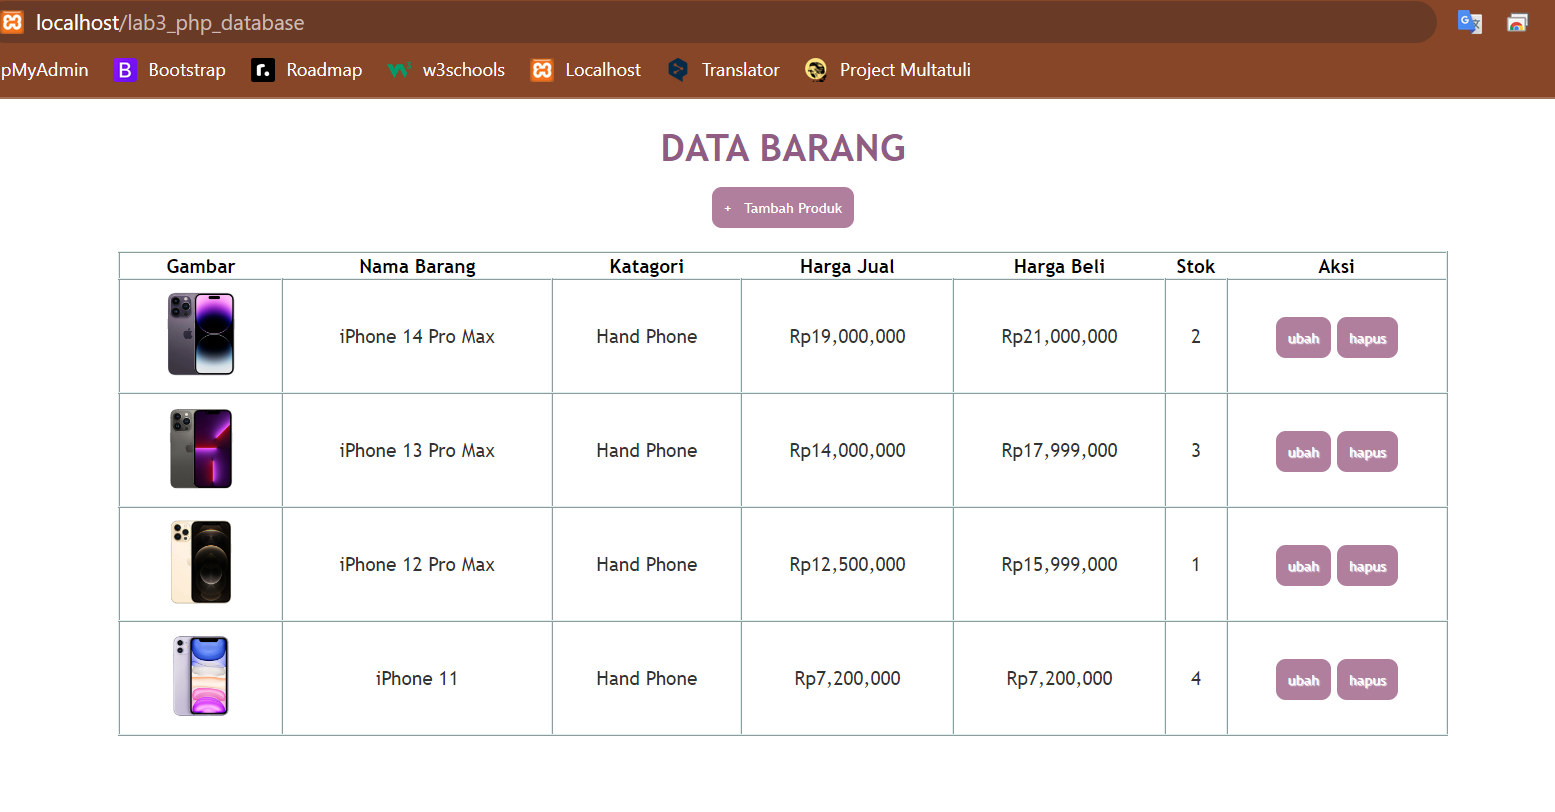 localhost/lab3_php_database
pMyAdmin Bootstrap Roadmap w3schools Localhost Translator Project Multatuli
DATA BARANG
+ Tambah Produk
Gambar Nama Barang Katagori Harga Jual Harga Beli Stok Aksi
iPhone 14 Pro Max Hand Phone Rp19,000,000 Rp21,000,000 2 ubah hapus
iPhone 13 Pro Max Hand Phone Rp14,000,000 Rp17,999,000 3 ubah hapus
iPhone 12 Pro Max Hand Phone Rp12,500,000 Rp15,999,000 1 ubah hapus
iPhone 11 Hand Phone Rp7,200,000 Rp7,200,000 4 ubah hapus